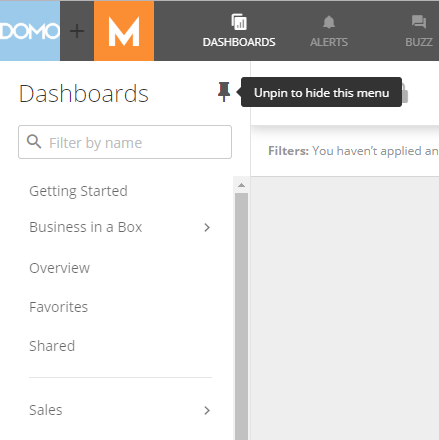 DOMO
+
M
DASHBOARDS
ALERTS
BUZZ
Dashboards
Unpin to hide this menu
Filter by name
Filters: You haven't applied an
Getting Started
Business in a Box
Overview
Favorites
Shared
Sales